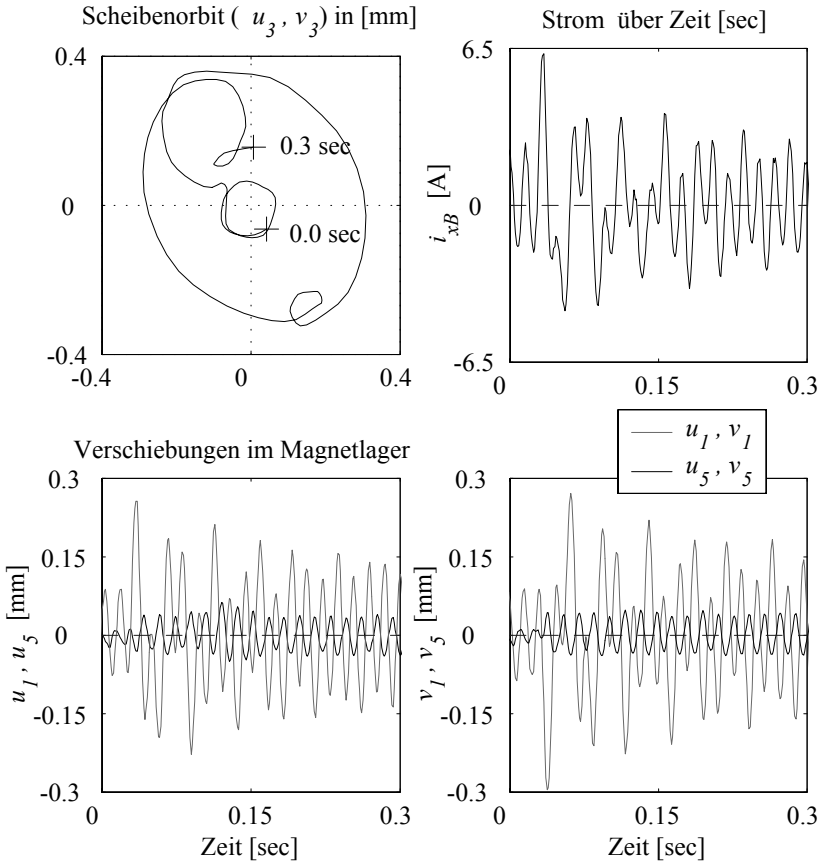 Scheibenorbit ( u3 , v3 ) in [mm]
0.4
0
-0.4
-0.4
0
0.4
0.3 sec
0.0 sec
Strom über Zeit [sec]
6.5
0
-6.5
ixB [A]
0
0.15
0.3
Verschiebungen im Magnetlager
0.3
0.15
0
-0.15
-0.3
u1 , u5 [mm]
0
0.15
0.3
Zeit [sec]
u1 , v1
u5 , v5
0.3
0.15
0
-0.15
-0.3
v1 , v5 [mm]
0
0.15
0.3
Zeit [sec]